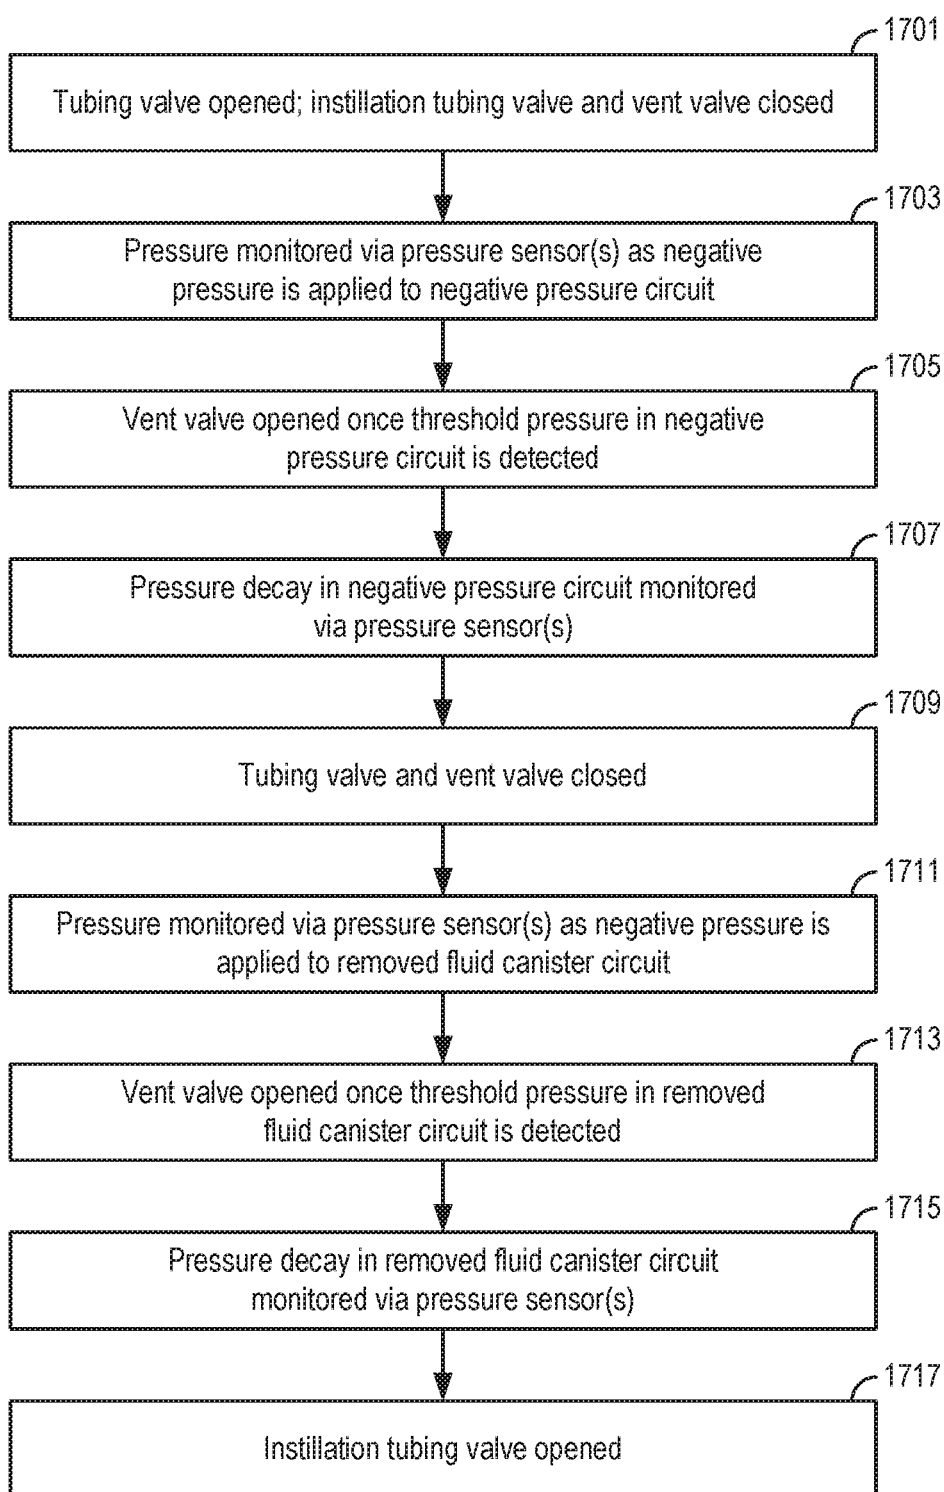 1701
Tubing valve opened; instillation tubing valve and vent valve closed
1703
Pressure monitored via pressure sensor(s) as negative
pressure is applied to negative pressure circuit
1705
Vent valve opened once threshold pressure in negative
pressure circuit is detected
1707
Pressure decay in negative pressure circuit monitored
via pressure sensor(s)
1709
Tubing valve and vent valve closed
1711
Pressure monitored via pressure sensor(s) as negative pressure is
applied to removed fluid canister circuit
1713
Vent valve opened once threshold pressure in removed
fluid canister circuit is detected
1715
Pressure decay in removed fluid canister circuit
monitored via pressure sensor(s)
1717
Instillation tubing valve opened